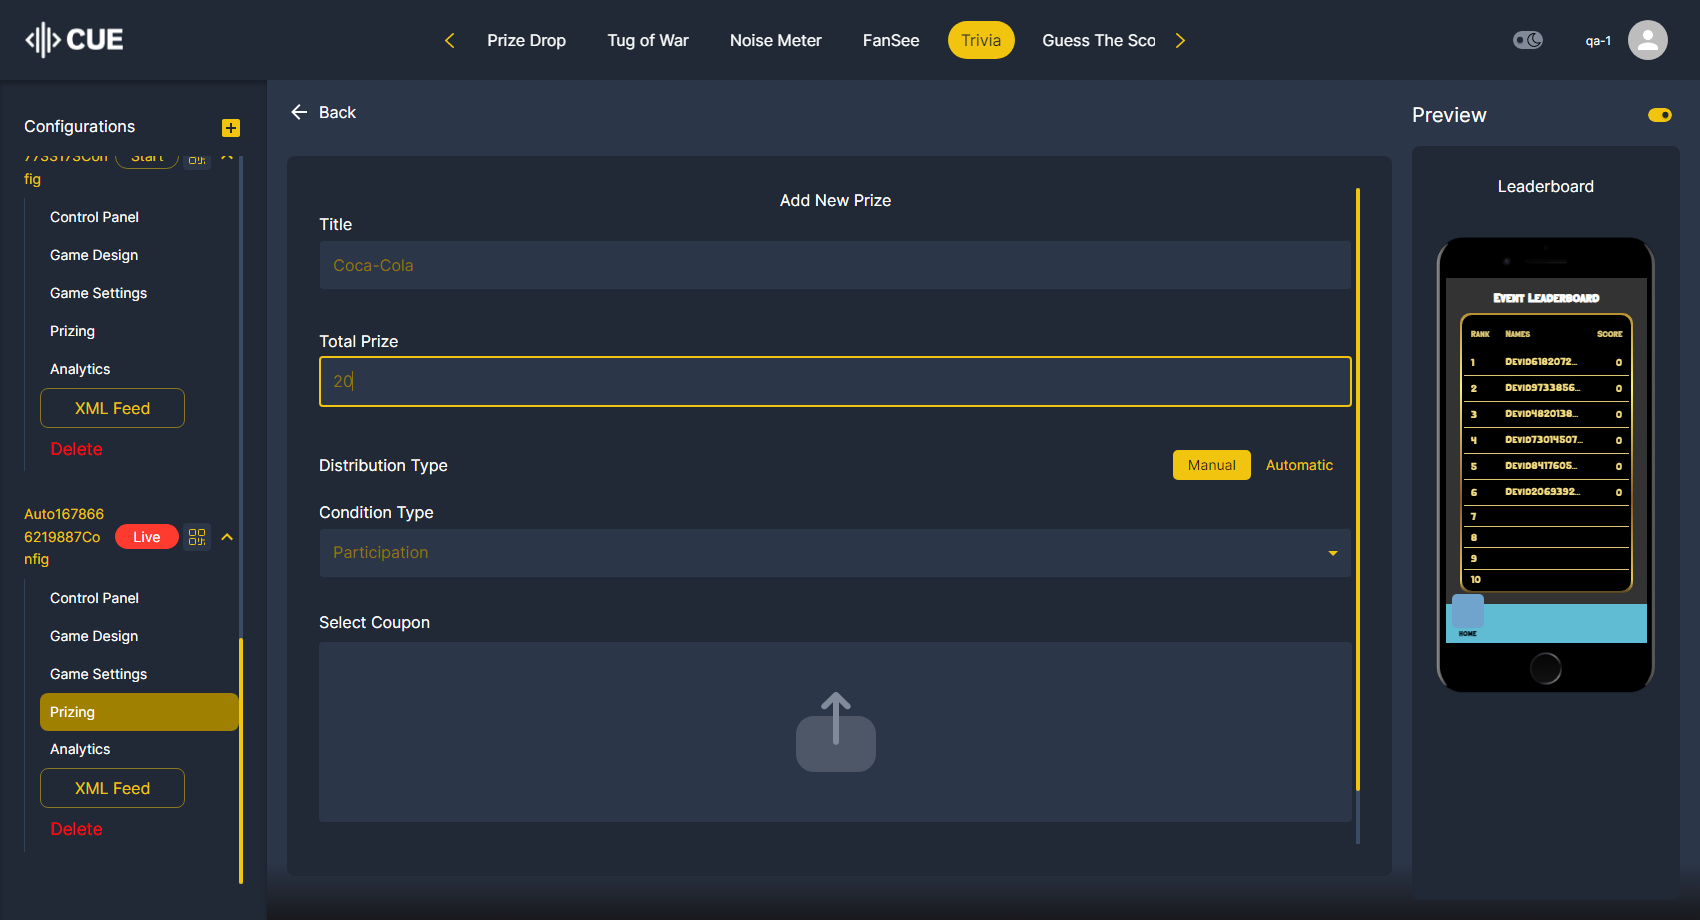 CUE
Prize Drop
Tug of War
Noise Meter
FanSee
Trivia
Guess The Sco
qa-1
Configurations
7733173Con
fig
Start
Control Panel
Game Design
Game Settings
Prizing
Analytics
XML Feed
Delete
Auto167866
6219887Co
nfig
Live
Control Panel
Game Design
Game Settings
Prizing
Analytics
XML Feed
Delete
Back
Add New Prize
Title
Coca-Cola
Total Prize
20
Distribution Type
Manual
Automatic
Condition Type
Participation
Select Coupon
Preview
Leaderboard
Event Leaderboard
Rank Names Score
1 Devid6182072... 0
2 Devid9733856... 0
3 Devid4820138... 0
4 Devid73014507... 0
5 Devid8417605... 0
6 Devid2069392... 0
7
8
9
10
HOME